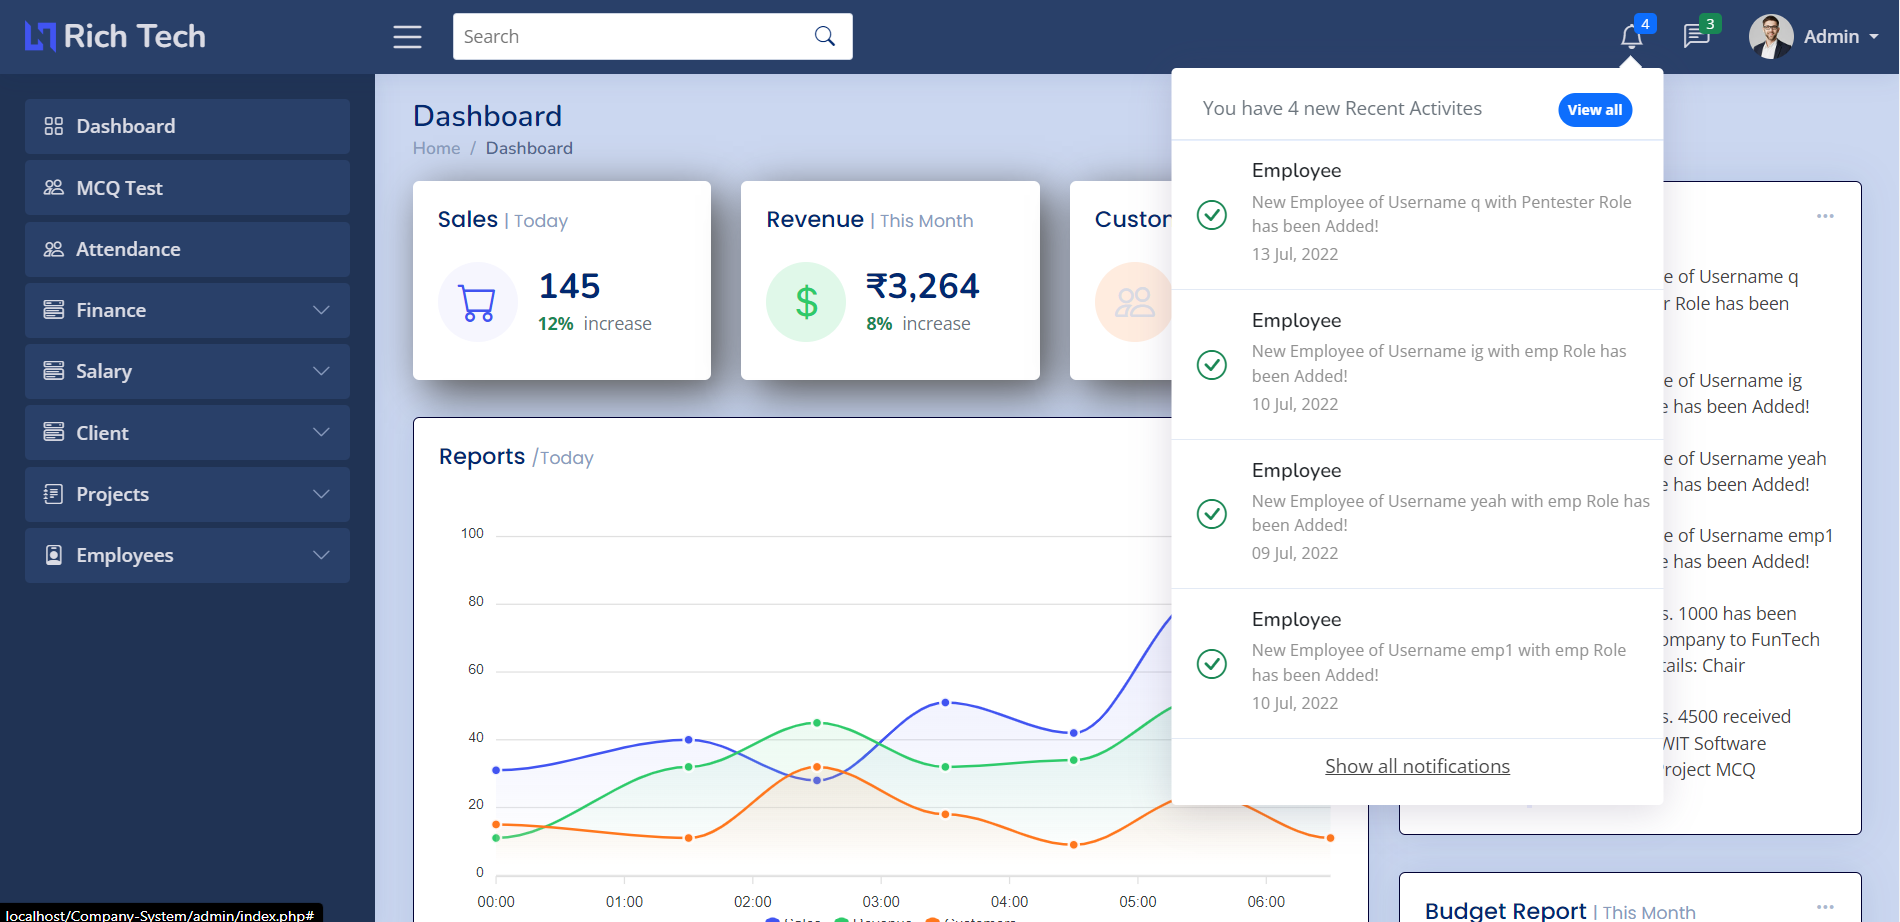 Rich Tech
Search
4
3
Admin
Dashboard
MCQ Test
Attendance
Finance
Salary
Client
Projects
Employees
Dashboard
Home / Dashboard
Sales | Today
145
12% increase
Revenue | This Month
₹3,264
8% increase
Custor
Reports /Today
100
80
60
40
20
0
00:00 01:00 02:00 03:00 04:00 05:00 06:00
Sales Revenue Customers
You have 4 new Recent Activites
View all
Employee
New Employee of Username q with Pentester Role
has been Added!
13 Jul, 2022
Employee
New Employee of Username ig with emp Role has
been Added!
10 Jul, 2022
Employee
New Employee of Username yeah with emp Role has
been Added!
09 Jul, 2022
Employee
New Employee of Username emp1 with emp Role
has been Added!
10 Jul, 2022
Show all notifications
e of Username q
r Role has been
e of Username ig
e has been Added!
e of Username yeah
e has been Added!
e of Username emp1
e has been Added!
s. 1000 has been
ompany to FunTech
tails: Chair
s. 4500 received
WIT Software
roject MCQ
Budget Report | This Month
localhost/Company-System/admin/index.php#